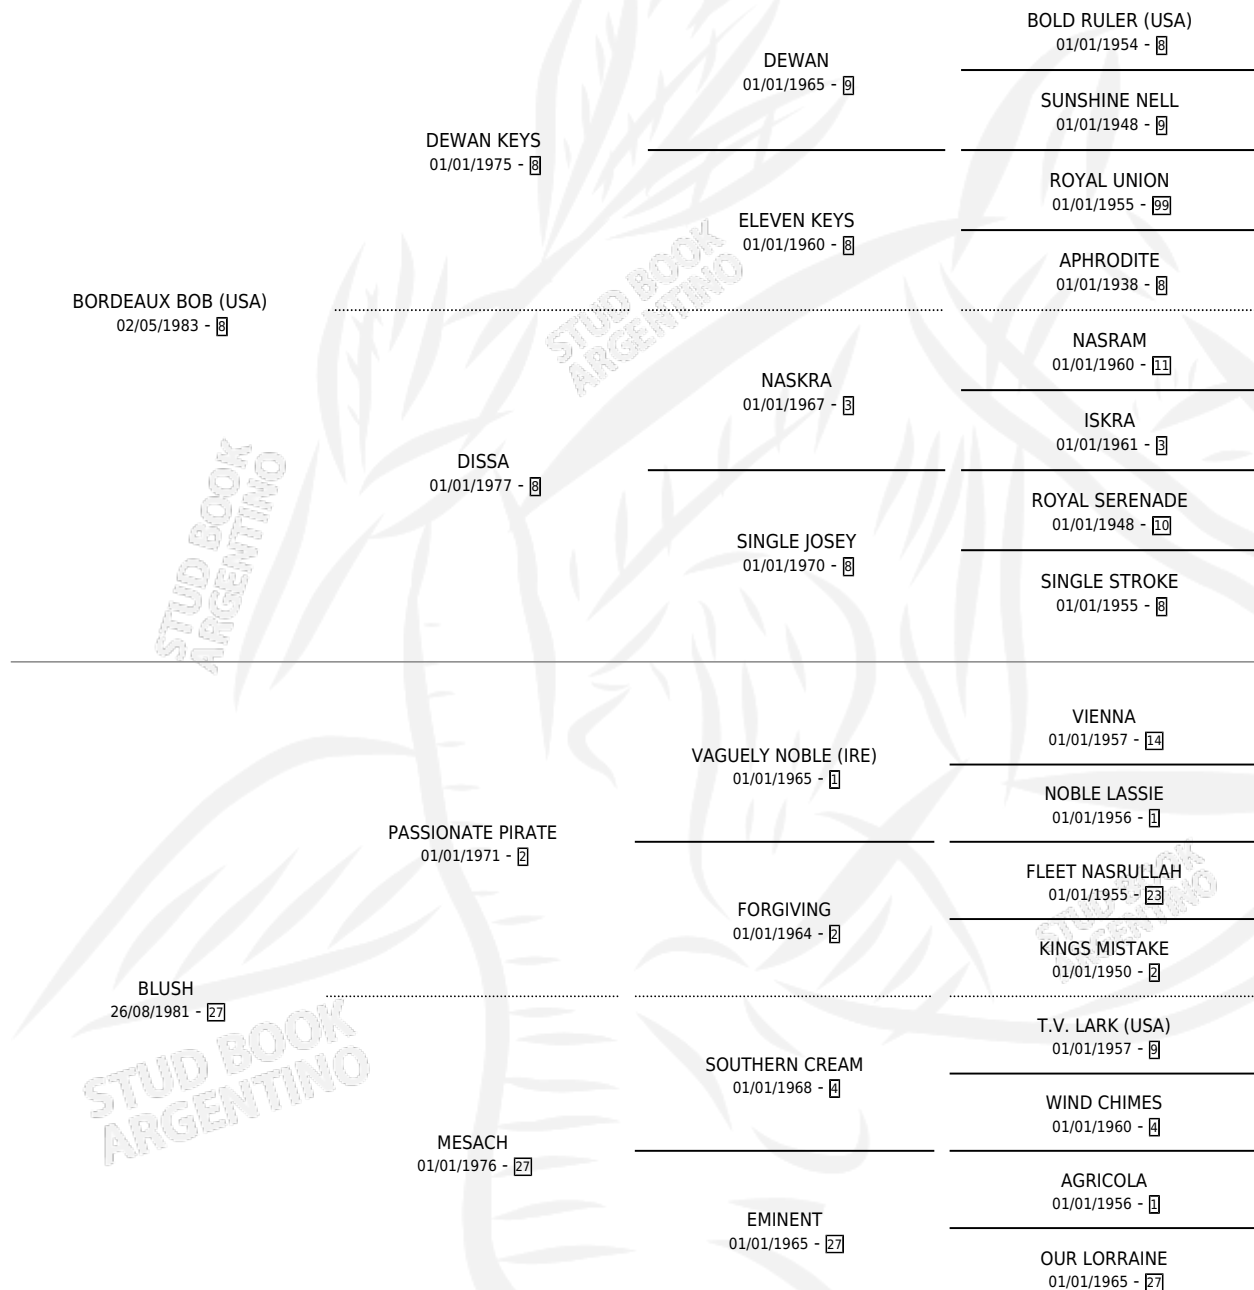 BOLD RULER (USA)
01/01/1954 - 8
DEWAN
01/01/1965 - 9
SUNSHINE NELL
01/01/1948 - 9
DEWAN KEYS
01/01/1975 - 8
ROYAL UNION
01/01/1955 - 99
ELEVEN KEYS
01/01/1960 - 8
APHRODITE
01/01/1938 - 8
STUD BOOK
ARGENTINO
BORDEAUX BOB (USA)
02/05/1983 - 8
NASRAM
01/01/1960 - 11
NASKRA
01/01/1967 - 3
ISKRA
01/01/1961 - 3
DISSA
01/01/1977 - 8
ROYAL SERENADE
01/01/1948 - 10
SINGLE JOSEY
01/01/1970 - 8
SINGLE STROKE
01/01/1955 - 8
STUD BOOK
ARGENTINO
VIENNA
01/01/1957 - 14
VAGUELY NOBLE (IRE)
01/01/1965 - 1
NOBLE LASSIE
01/01/1956 - 1
PASSIONATE PIRATE
01/01/1971 - 2
FLEET NASRULLAH
01/01/1955 - 23
FORGIVING
01/01/1964 - 2
STUD BOOK
ARGENTINO
KINGS MISTAKE
01/01/1950 - 2
BLUSH
26/08/1981 - 27
T.V. LARK (USA)
01/01/1957 - 9
SOUTHERN CREAM
01/01/1968 - 4
WIND CHIMES
01/01/1960 - 4
STUD BOOK
ARGENTINO
MESACH
01/01/1976 - 27
AGRICOLA
01/01/1956 - 1
EMINENT
01/01/1965 - 27
OUR LORRAINE
01/01/1965 - 27